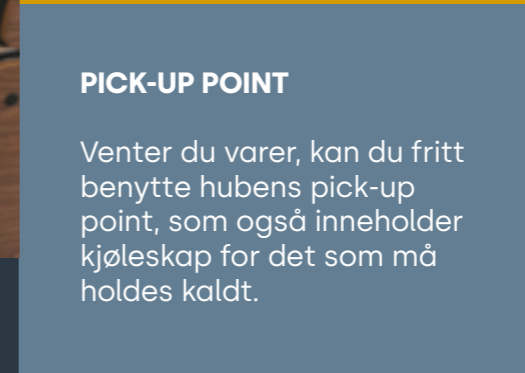 PICK-UP POINT
Venter du varer, kan du fritt
benytte hubens pick-up
point, som også inneholder
kjøleskap for det som må
holdes kaldt.